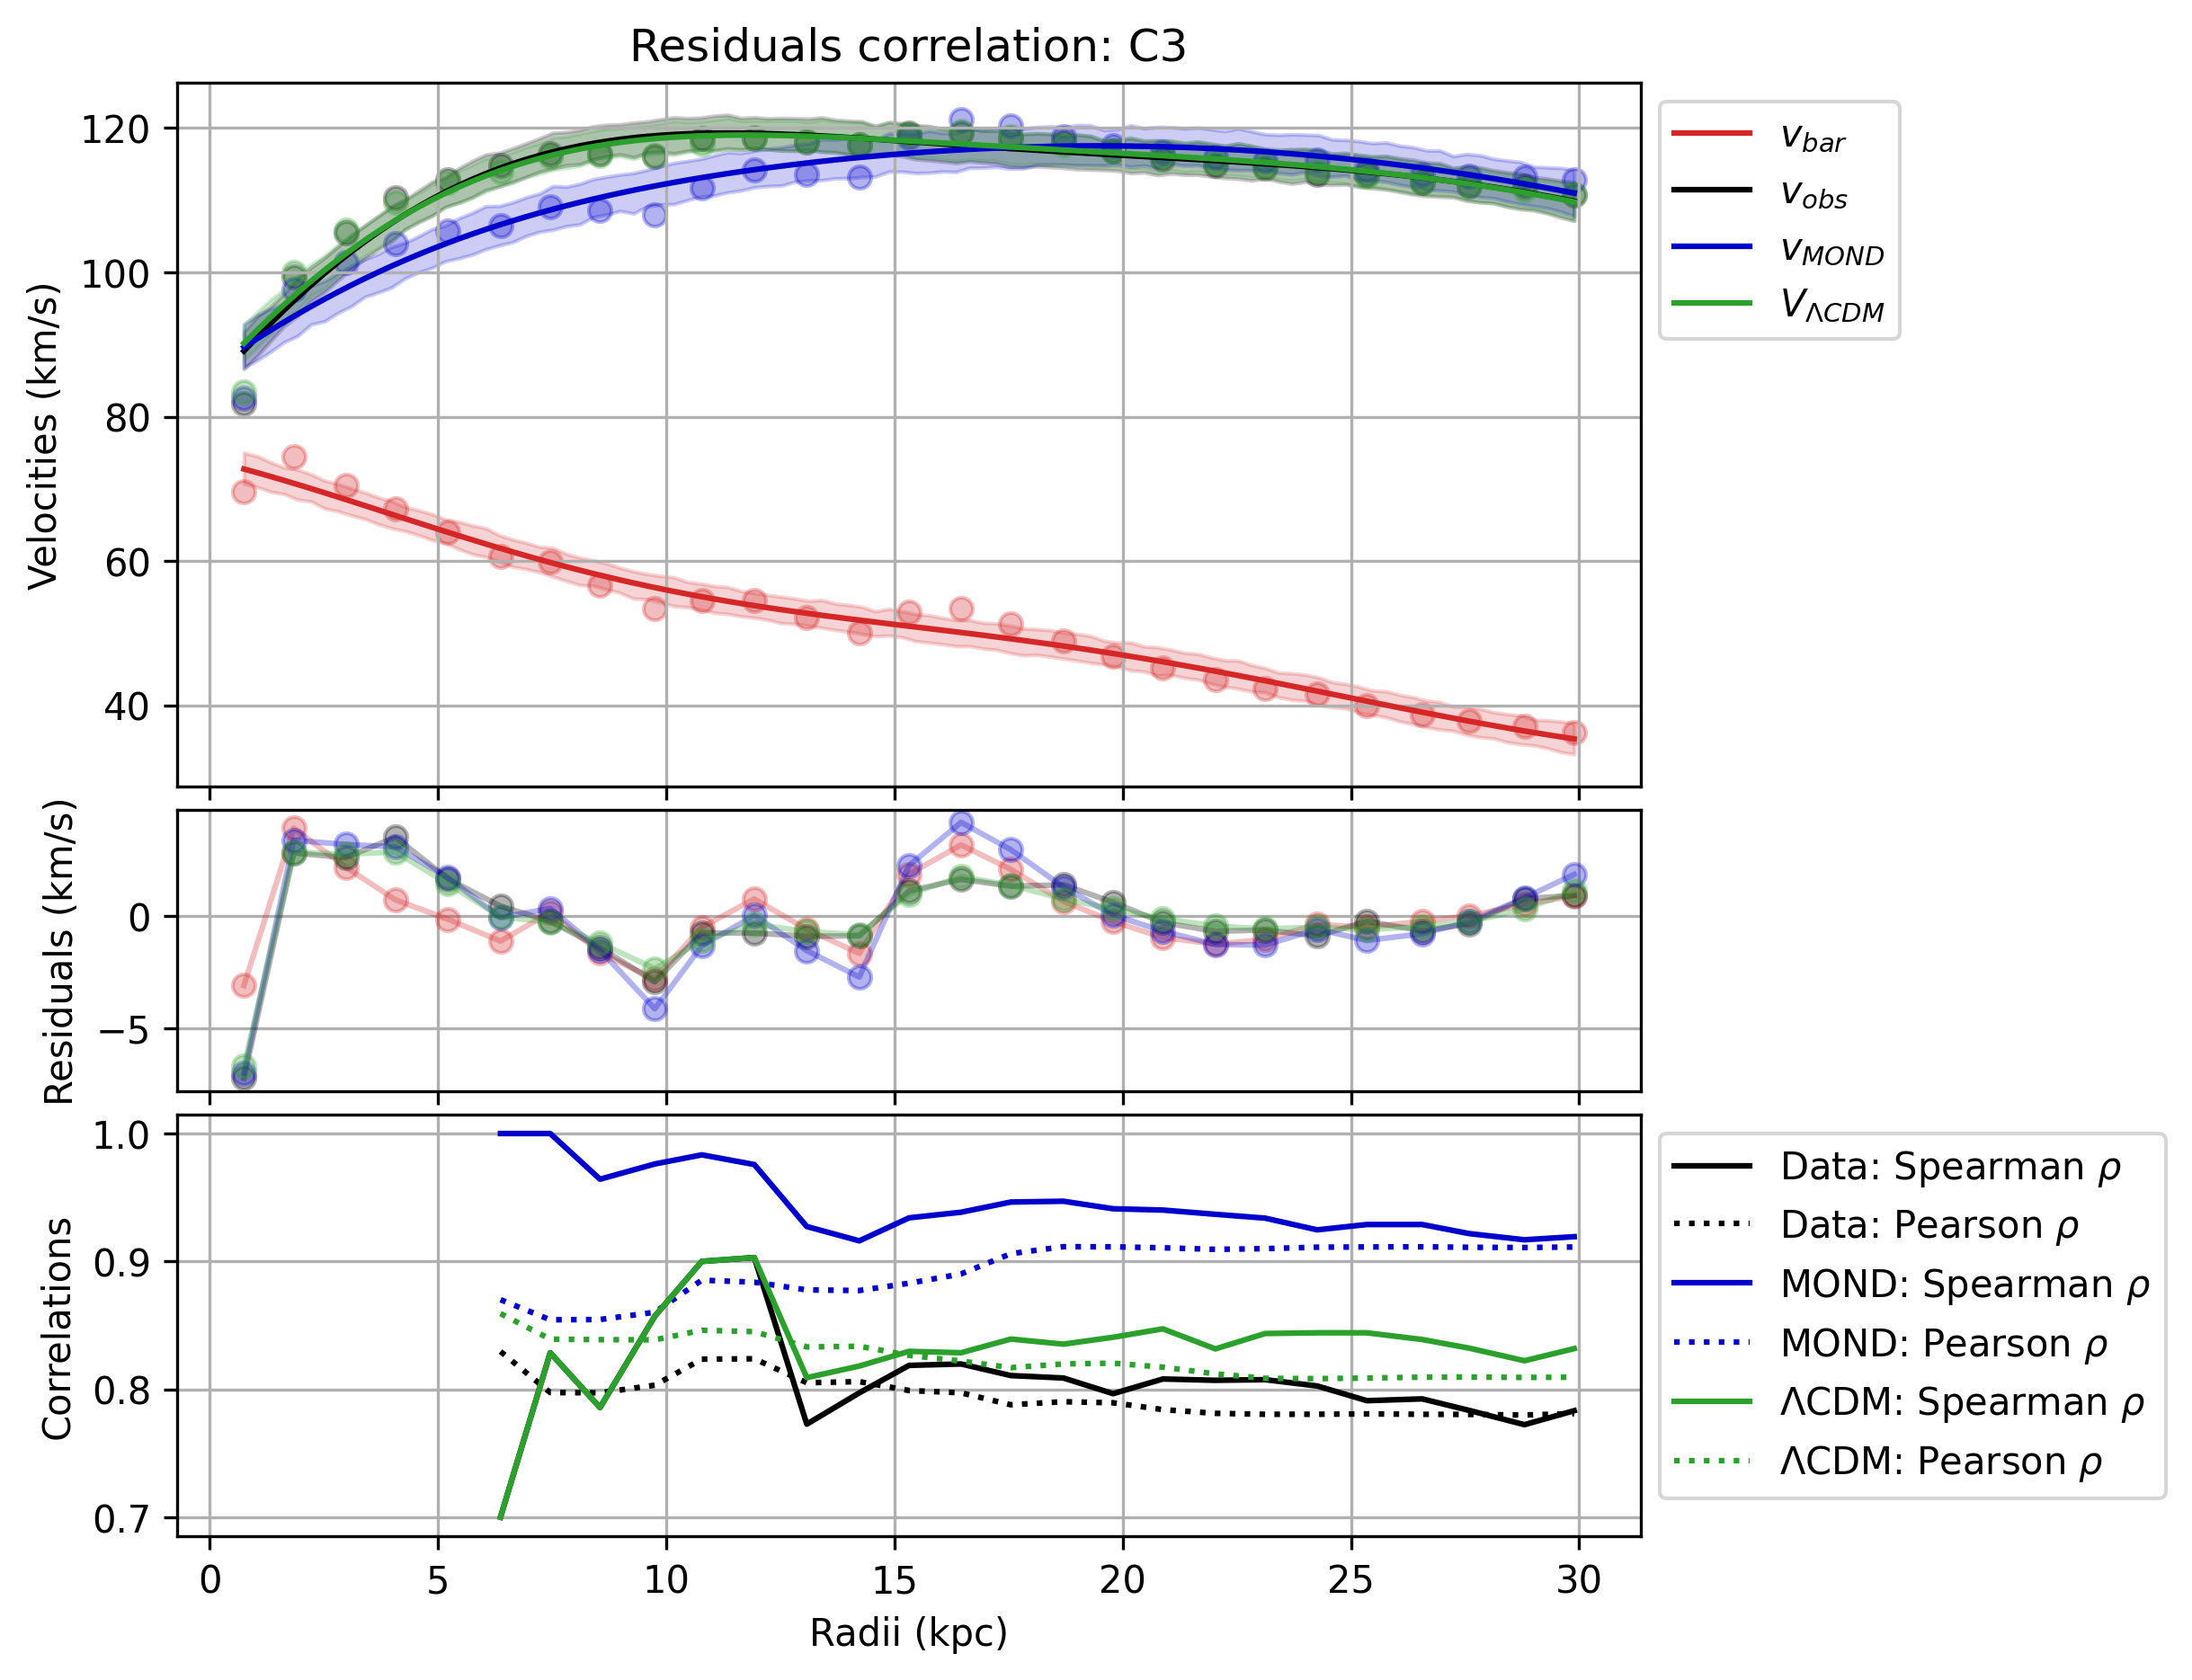 Residuals correlation: C3
Velocities (km/s)
120
100
80
60
40
v_bar
v_obs
v_MOND
V_ΛCDM
Residuals (km/s)
0
−5
Correlations
1.0
0.9
0.8
0.7
Data: Spearman ρ
Data: Pearson ρ
MOND: Spearman ρ
MOND: Pearson ρ
ΛCDM: Spearman ρ
ΛCDM: Pearson ρ
0 5 10 15 20 25 30
Radii (kpc)